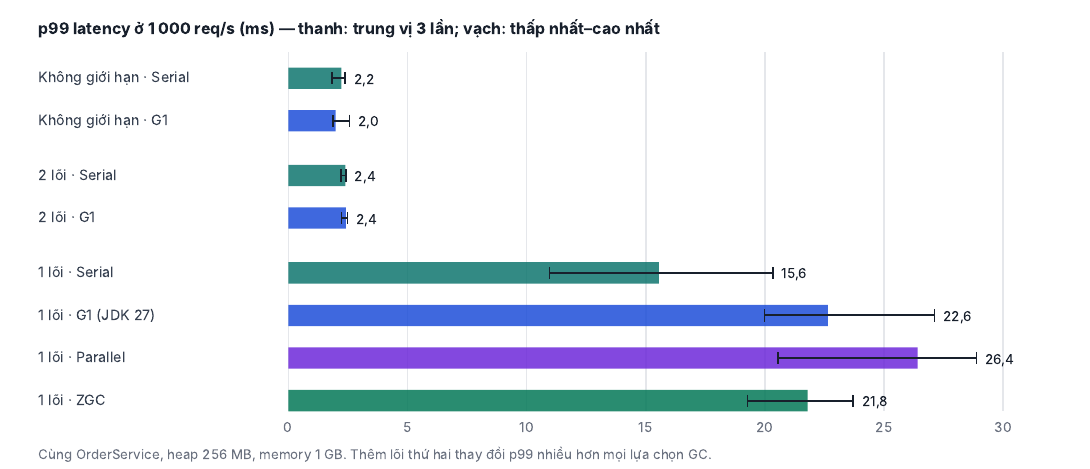 p99 latency ở 1 000 req/s (ms) — thanh: trung vị 3 lần; vạch: thấp nhất–cao nhất
Không giới hạn · Serial 2,2
Không giới hạn · G1 2,0
2 lõi · Serial 2,4
2 lõi · G1 2,4
1 lõi · Serial 15,6
1 lõi · G1 (JDK 27) 22,6
1 lõi · Parallel 26,4
1 lõi · ZGC 21,8
0 5 10 15 20 25 30
Cùng OrderService, heap 256 MB, memory 1 GB. Thêm lõi thứ hai thay đổi p99 nhiều hơn mọi lựa chọn GC.